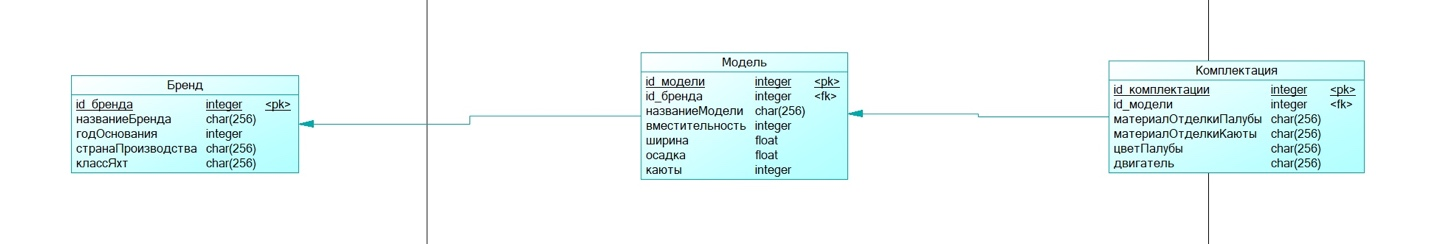 Бренд
id_бренда integer <pk>
названиеБренда char(256)
годОснования integer
странаПроизводства char(256)
классЯхт char(256)
Модель
id_модели integer <pk>
id_бренда integer <fk>
названиеМодели char(256)
вместительность integer
ширина float
осадка float
каюты integer
Комплектация
id_комплектации integer <pk>
id_модели integer <fk>
материалОтделкиПалубы char(256)
материалОтделкиКаюты char(256)
цветПалубы char(256)
двигатель char(256)